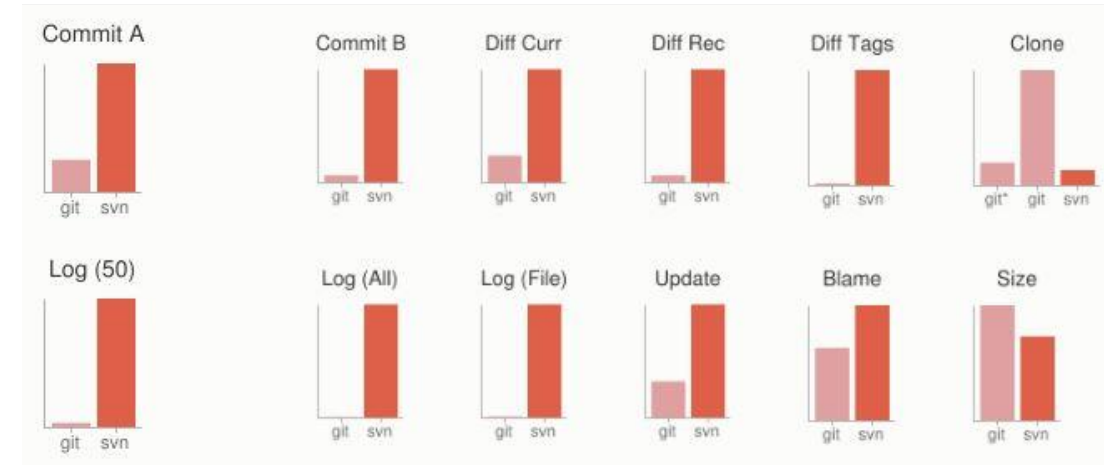 Commit A
Commit B
Diff Curr
Diff Rec
Diff Tags
Clone
git svn
git svn
git svn
git svn
git svn
git* git svn
Log (50)
Log (All)
Log (File)
Update
Blame
Size
git svn
git svn
git svn
git svn
git svn
git svn